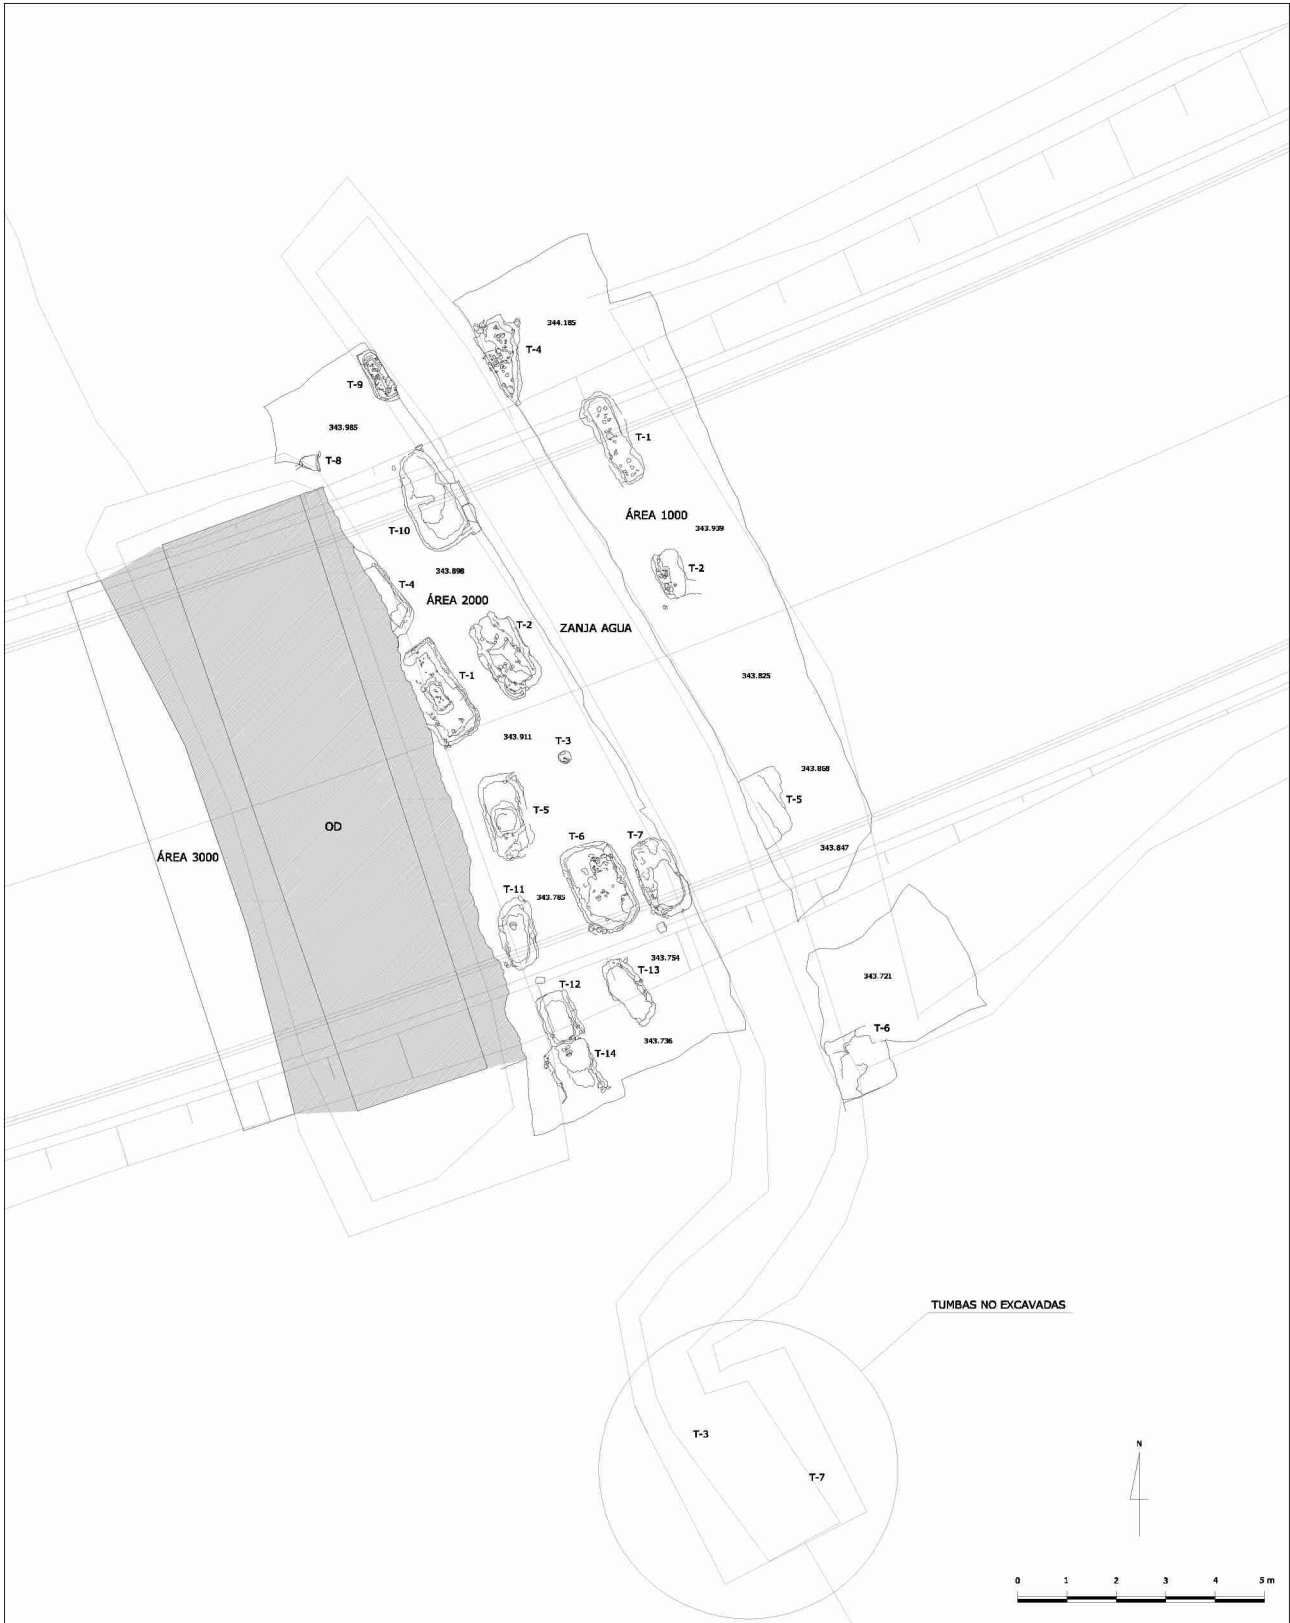 344.185
T-4
T-9
343.985
T-1
T-8
ÁREA 1000
343.939
T-10
343.898
T-2
T-4
ÁREA 2000
T-2
ZANJA AGUA
T-1
343.825
343.911
T-3
343.868
T-5
T-5
OD
T-6
T-7
343.847
ÁREA 3000
T-11
343.785
343.754
T-13
343.721
T-12
T-6
343.736
T-14
TUMBAS NO EXCAVADAS
T-3
T-7
N
0 1 2 3 4 5 m